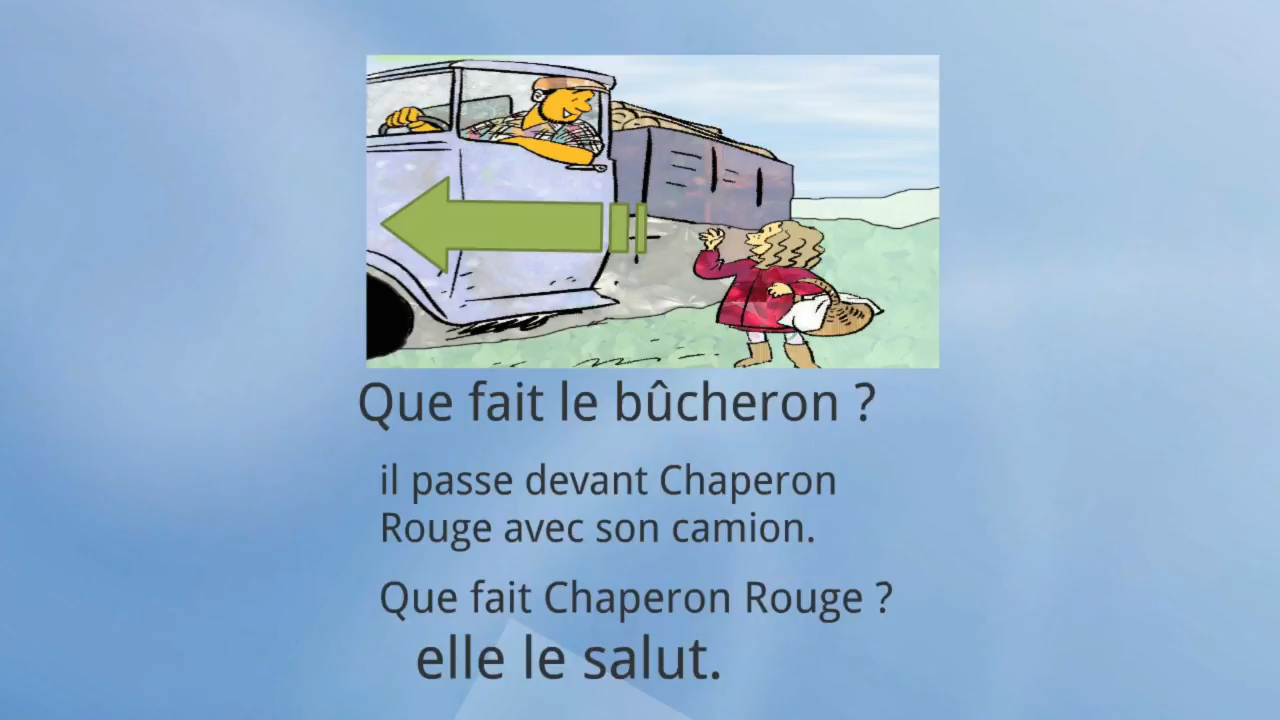 Que fait le bûcheron ?
il passe devant Chaperon
Rouge avec son camion.
Que fait Chaperon Rouge ?
elle le salut.